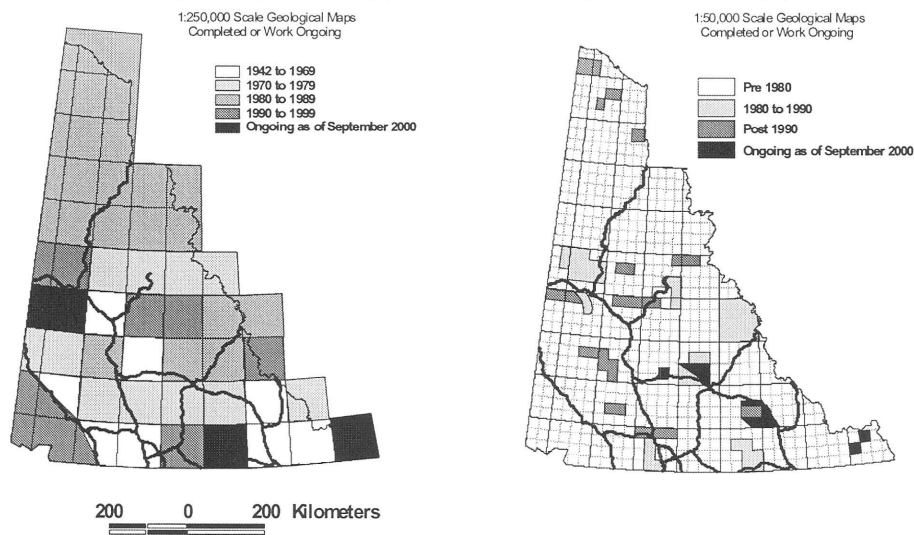 1:250,000 Scale Geological Maps
Completed or Work Ongoing
1942 to 1969
1970 to 1979
1980 to 1989
1990 to 1999
Ongoing as of September 2000
200 0 200 Kilometers
1:50,000 Scale Geological Maps
Completed or Work Ongoing
Pre 1980
1980 to 1990
Post 1990
Ongoing as of September 2000